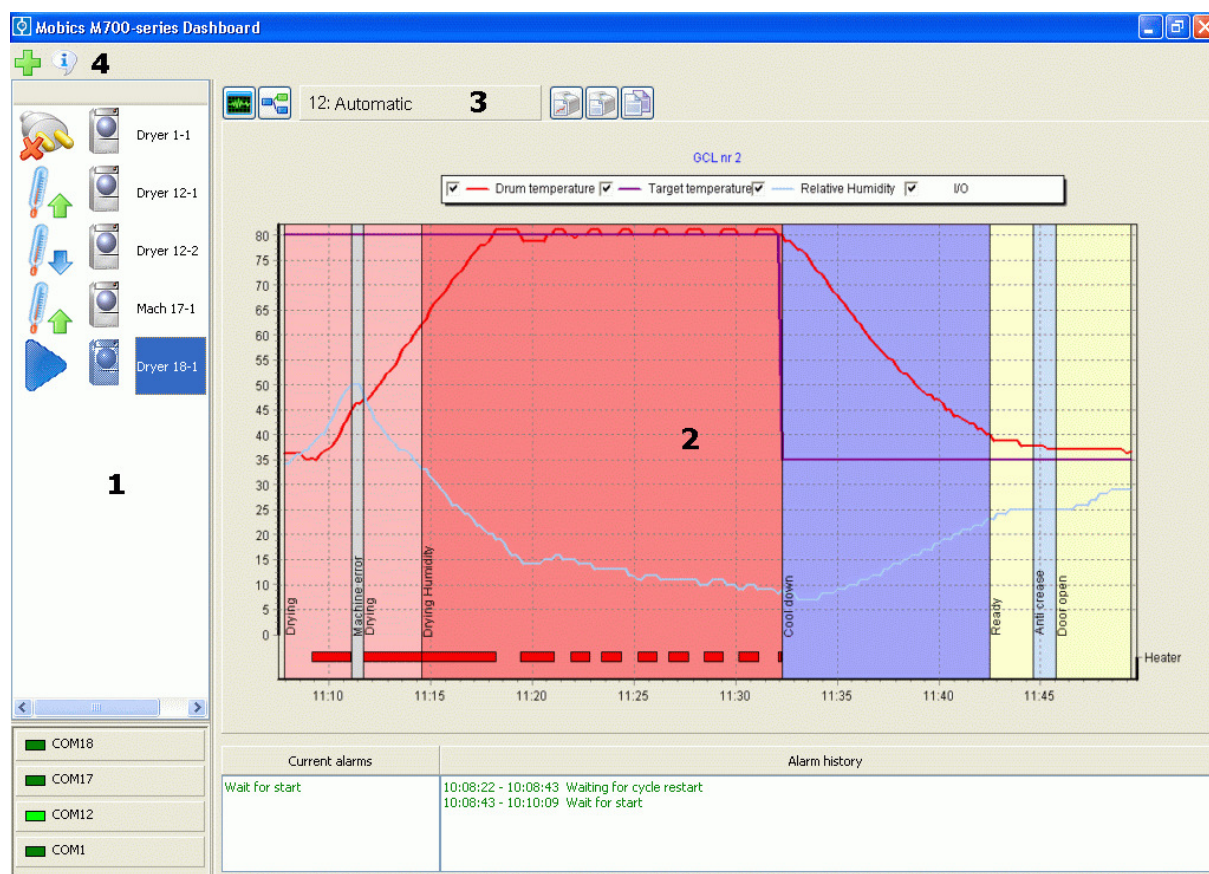 Mobics M700-series Dashboard
4
12: Automatic 3
Dryer 1-1
Dryer 12-1
Dryer 12-2
Mach 17-1
Dryer 18-1
1
GCL nr 2
Drum temperature Target temperature Relative Humidity I/O
80
75
70
65
60
55
50
45
40
35
30
25
20
15
10
5
0
2
Drying
Machine error
Drying
Drying Humidity
Cool down
Ready
Anti crease
Door open
Heater
11:10 11:15 11:20 11:25 11:30 11:35 11:40 11:45
COM18
COM17
COM12
COM1
Current alarms Alarm history
Wait for start
10:08:22 - 10:08:43 Waiting for cycle restart
10:08:43 - 10:10:09 Wait for start